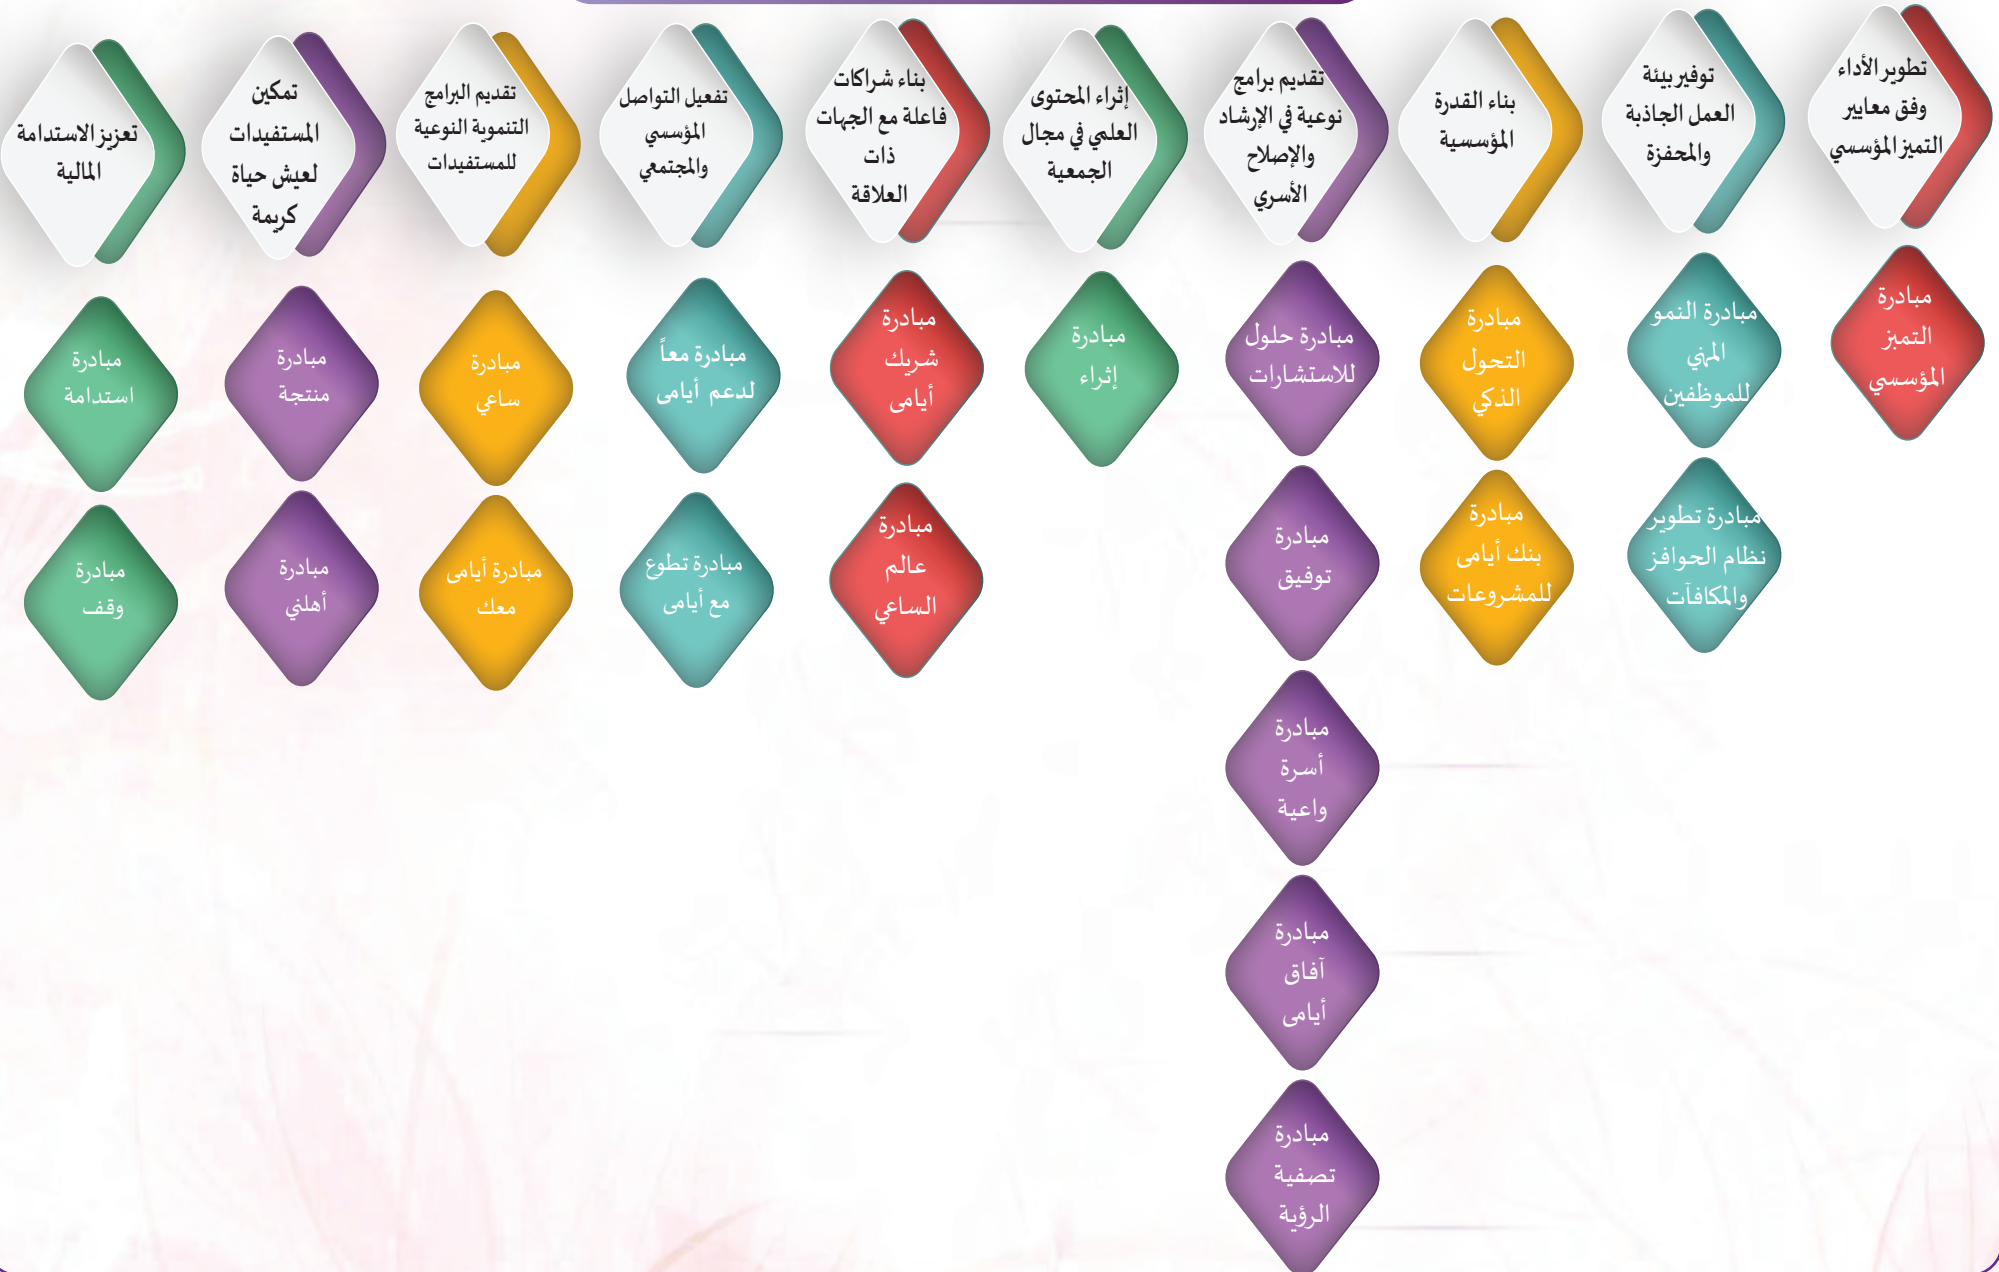 تطوير الأداء
وفق معايير
التميز المؤسسي
توفير بيئة
العمل الجاذبة
والمحفزة
بناء القدرة
المؤسسية
تقديم برامج
نوعية في الإرشاد
والإصلاح
الأسري
إثراء المحتوى
العلمي في مجال
الجمعية
بناء شراكات
فاعلة مع الجهات
ذات
العلاقة
تفعيل التواصل
المؤسسي
والمجتمعي
تقديم البرامج
التنموية النوعية
للمستفيدات
تمكين
المستفيدات
لعيش حياة
كريمة
تعزيز الاستدامة
المالية
مبادرة
التميز
المؤسسي
مبادرة النمو
المهني
للموظفين
مبادرة
التحول
الذكي
مبادرة حلول
للاستشارات
مبادرة
إثراء
مبادرة
شريك
أيامى
مبادرة معاً
لدعم أيامى
مبادرة
ساعي
مبادرة
منتجة
مبادرة
استدامة
مبادرة تطوير
نظام الحوافز
والمكافآت
مبادرة
بنك أيامى
للمشروعات
مبادرة
توفيق
مبادرة
عالم
الساعي
مبادرة تطوع
مع أيامى
مبادرة أيامى
معك
مبادرة
أهلني
مبادرة
وقف
مبادرة
أسرة
واعية
مبادرة
آفاق
أيامى
مبادرة
تصفية
الرؤية